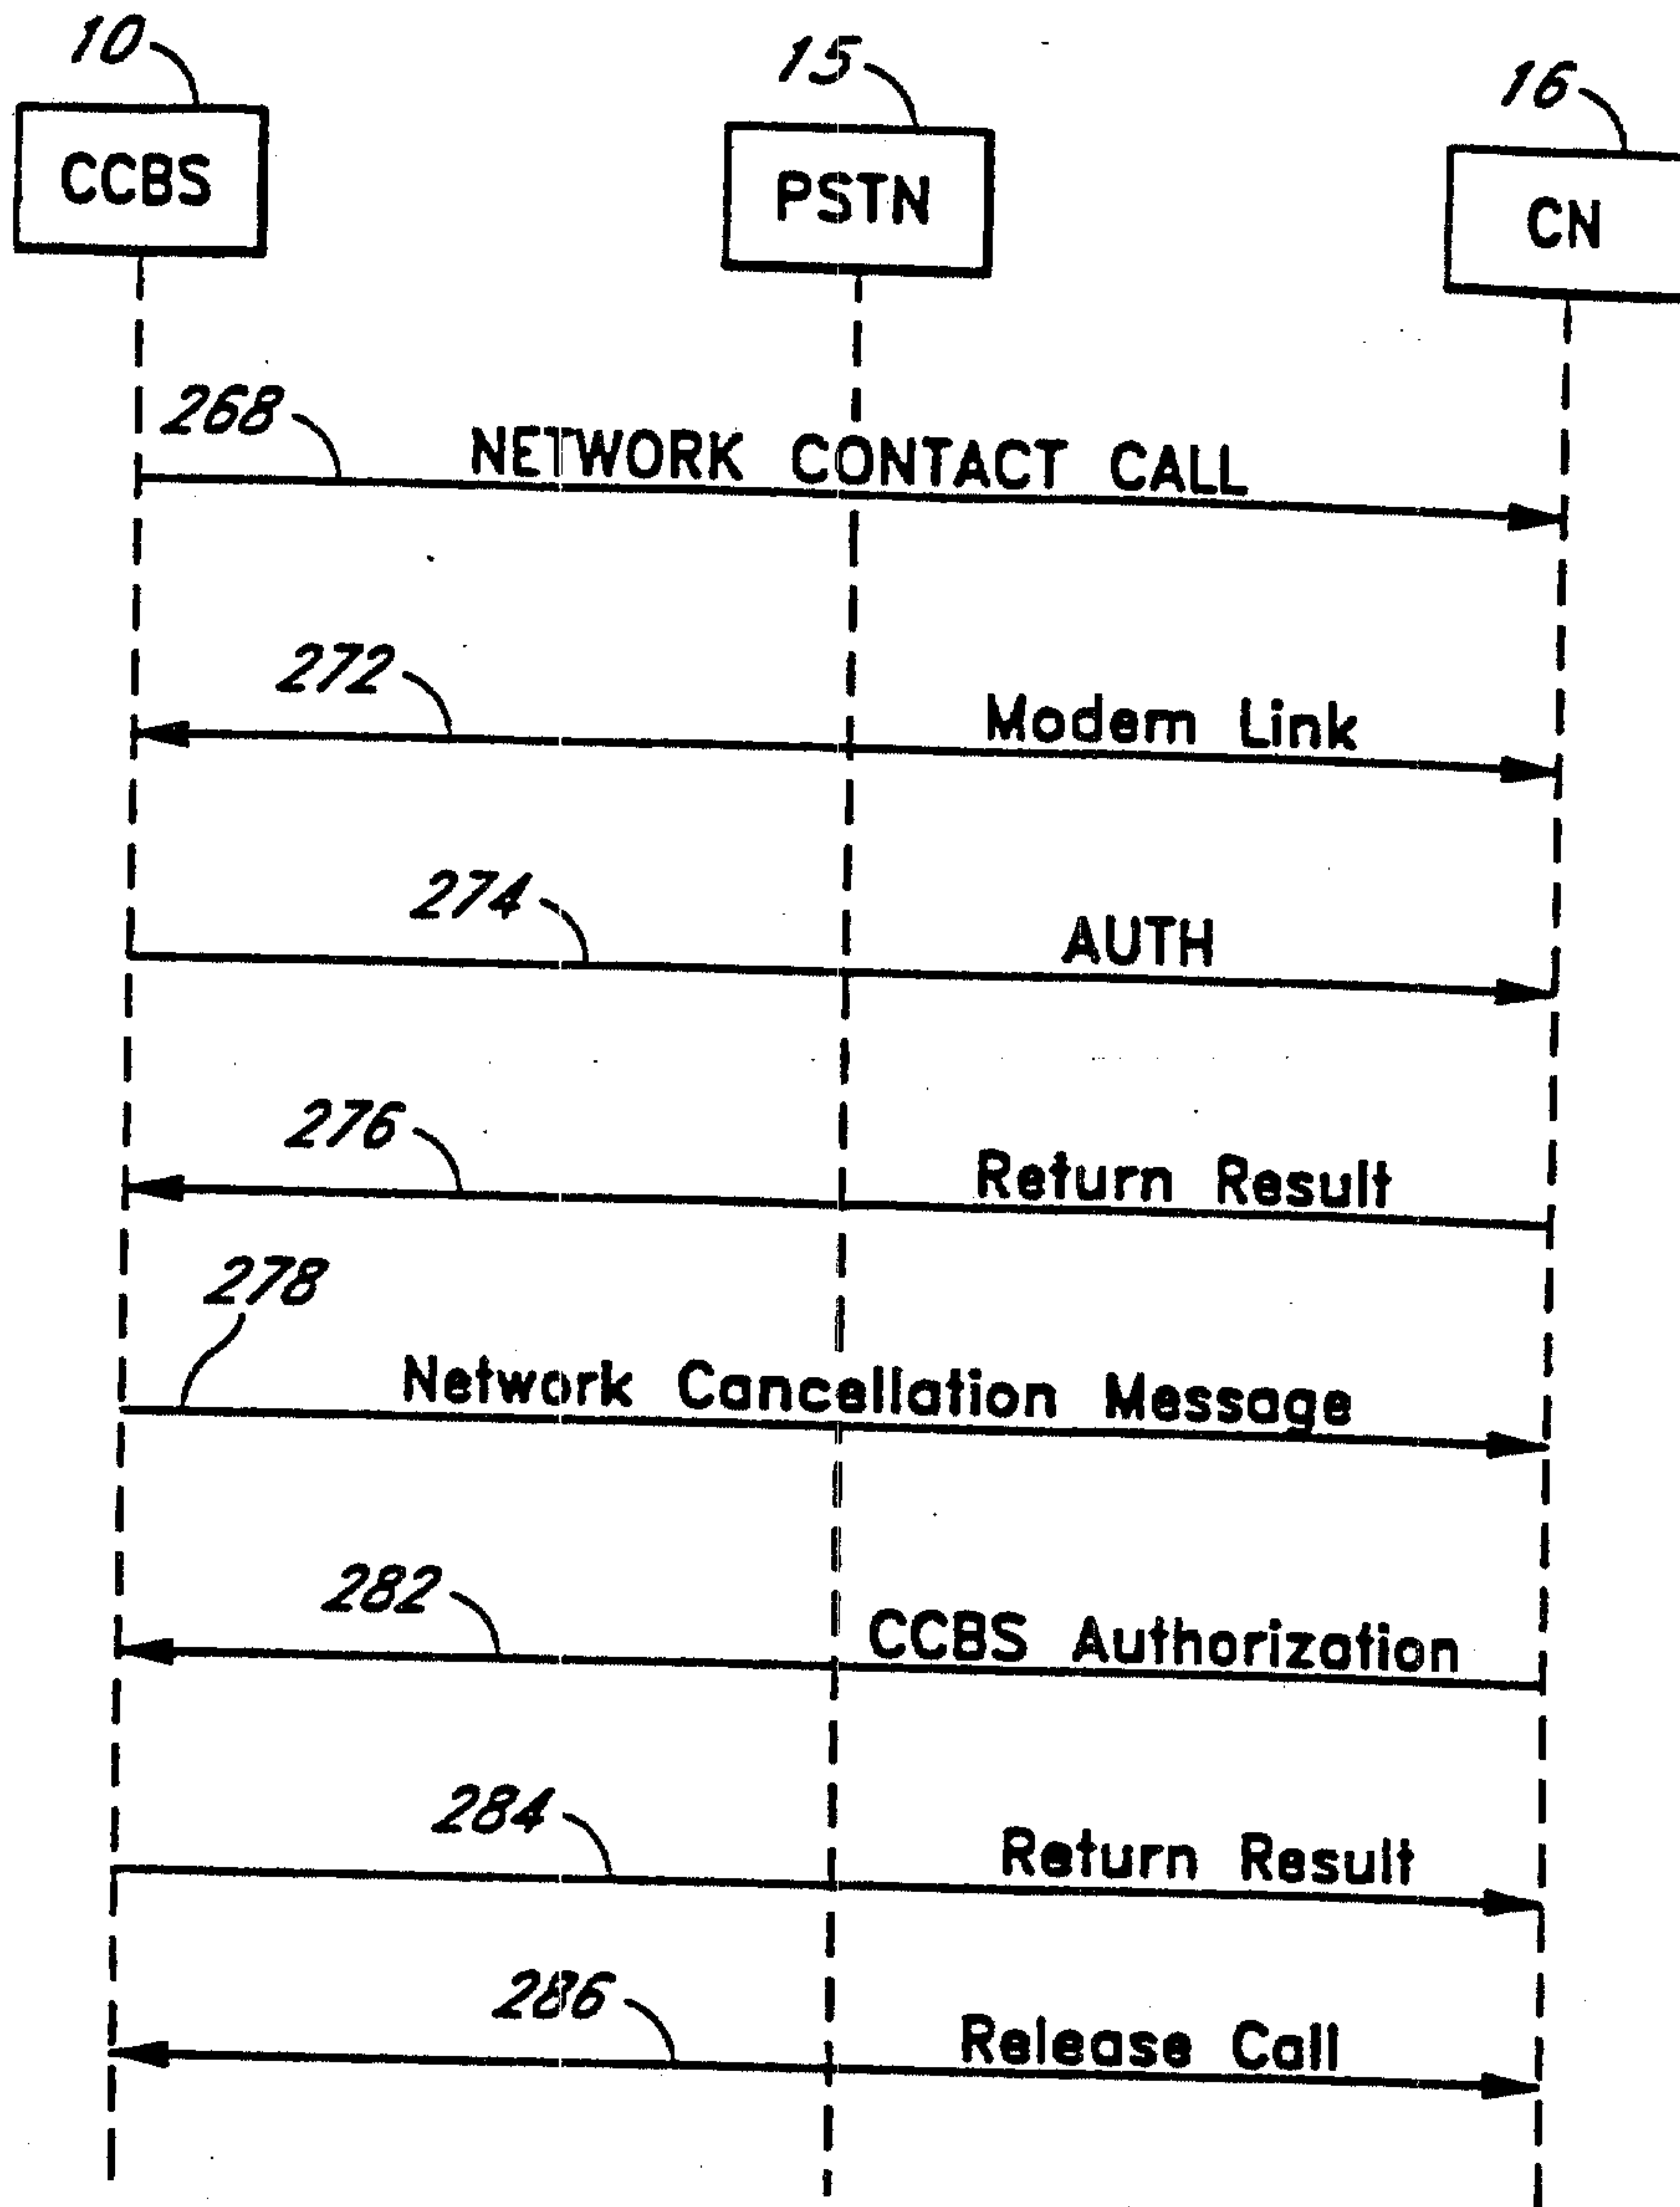 10
15
16
CCBS
PSTN
CN
268
NETWORK CONTACT CALL
272
Modem Link
274
AUTH
276
Return Result
278
Network Cancellation Message
282
CCBS Authorization
284
Return Result
286
Release Call